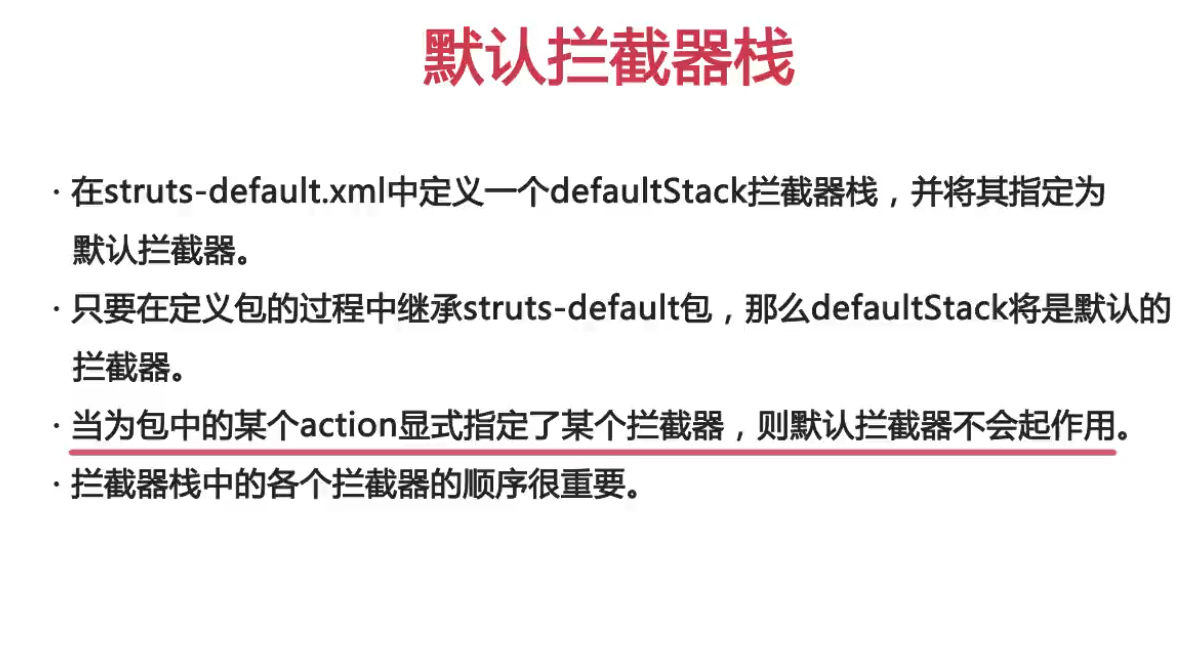 默认拦截器栈
· 在struts-default.xml中定义一个defaultStack拦截器栈，并将其指定为
默认拦截器。
· 只要在定义包的过程中继承struts-default包，那么defaultStack将是默认的
拦截器。
· 当为包中的某个action显式指定了某个拦截器，则默认拦截器不会起作用。
· 拦截器栈中的各个拦截器的顺序很重要。